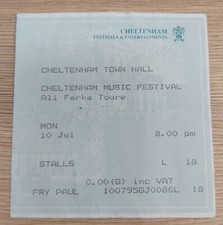 CHELTENHAM
FESTIVALS & ENTERTAINMENTS
CHELTENHAM TOWN HALL
CHELTENHAM MUSIC FESTIVAL
Ali Farka Toure
MON
10 Jul 8.00 pm
STALLS L 18
0.00(G) inc VAT
FRY PAUL 100795GJ0086L 18